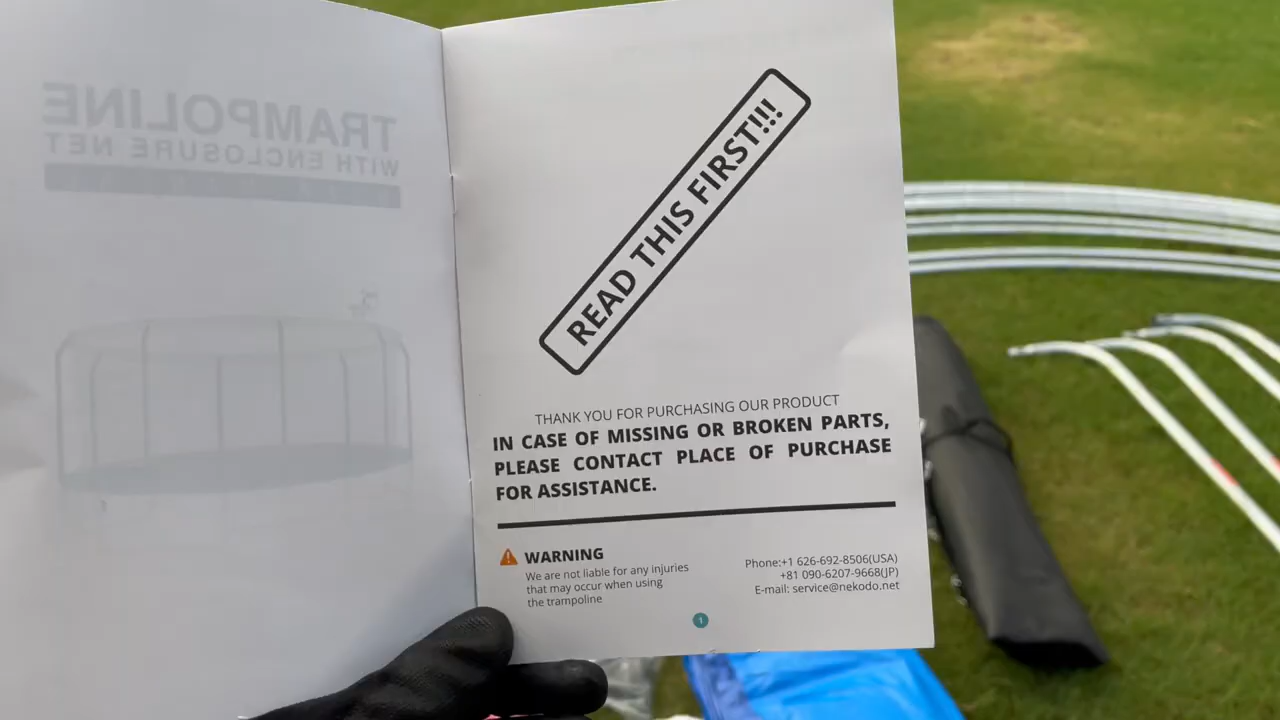 TRAMPOLINE
WITH ENCLOSURE NET
READ THIS FIRST!!!
THANK YOU FOR PURCHASING OUR PRODUCT
IN CASE OF MISSING OR BROKEN PARTS,
PLEASE CONTACT PLACE OF PURCHASE
FOR ASSISTANCE.
WARNING
We are not liable for any injuries
that may occur when using
the trampoline
Phone:+1 626-692-8506(USA)
+81 090-6207-9668(JP)
E-mail: service@nekodo.net
1